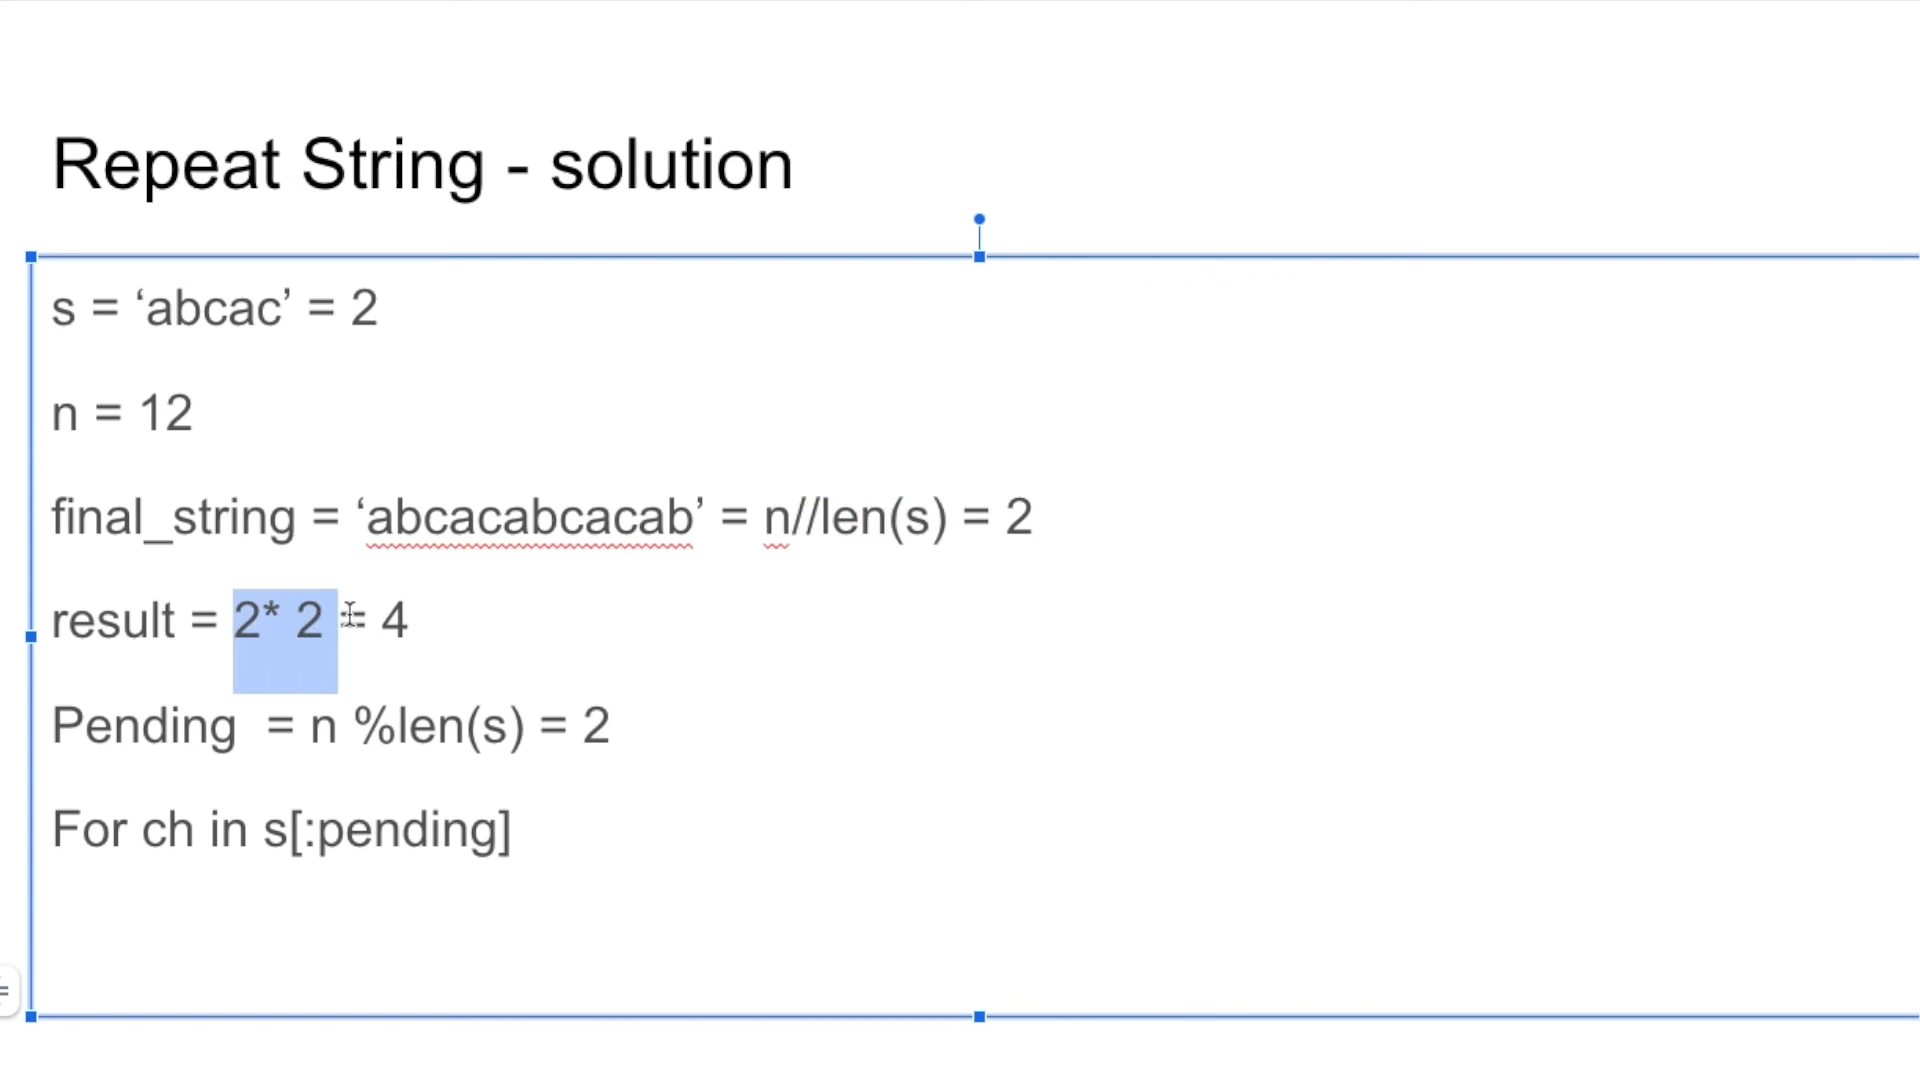 Repeat String - solution
s = ‘abcac’ = 2
n = 12
final_string = ‘abcacabcacab’ = n//len(s) = 2
result = 2* 2 = 4
Pending  = n %len(s) = 2
For ch in s[:pending]